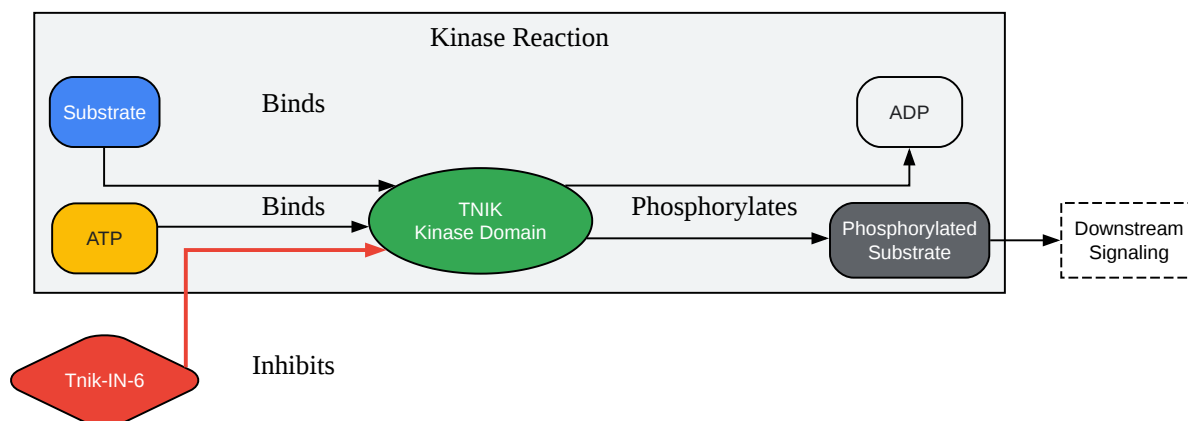 Kinase Reaction
Substrate
Binds
ADP
ATP
Binds
TNIK
Kinase Domain
Phosphorylates
Phosphorylated
Substrate
Downstream
Signaling
Tnik-IN-6
Inhibits